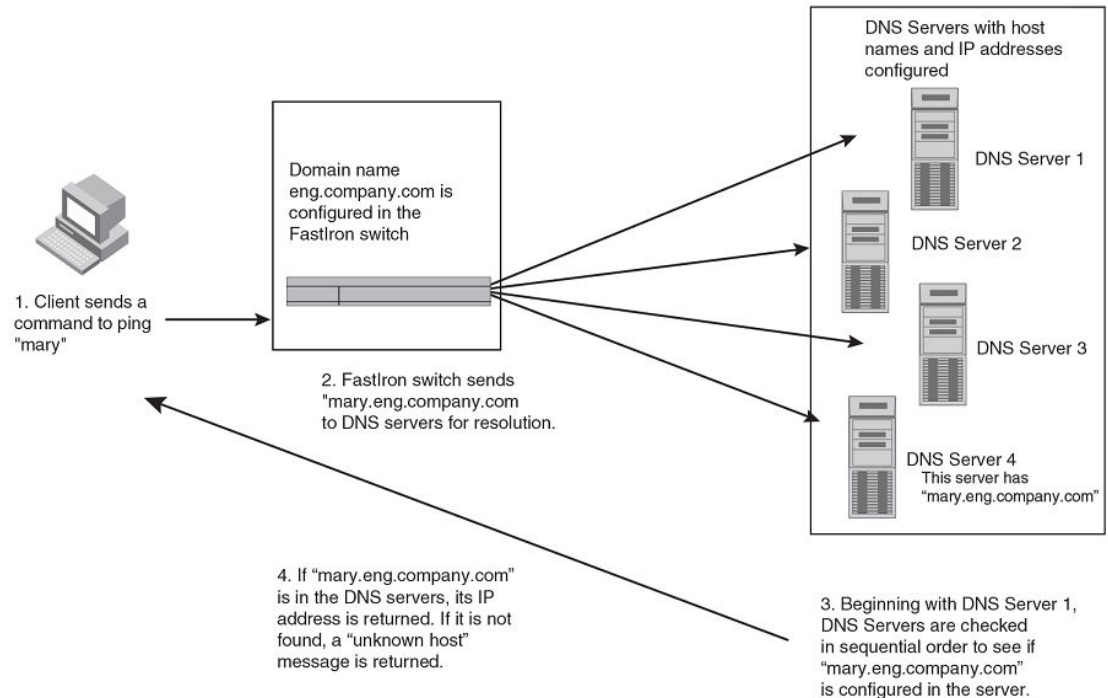 DNS Servers with host
names and IP addresses
configured
DNS Server 1
Domain name
eng.company.com is
configured in the
FastIron switch
DNS Server 2
1. Client sends a
command to ping
"mary"
DNS Server 3
2. FastIron switch sends
"mary.eng.company.com
to DNS servers for resolution.
DNS Server 4
This server has
“mary.eng.company.com”
4. If “mary.eng.company.com”
is in the DNS servers, its IP
address is returned. If it is not
found, a “unknown host”
message is returned.
3. Beginning with DNS Server 1,
DNS Servers are checked
in sequential order to see if
“mary.eng.company.com”
is configured in the server.